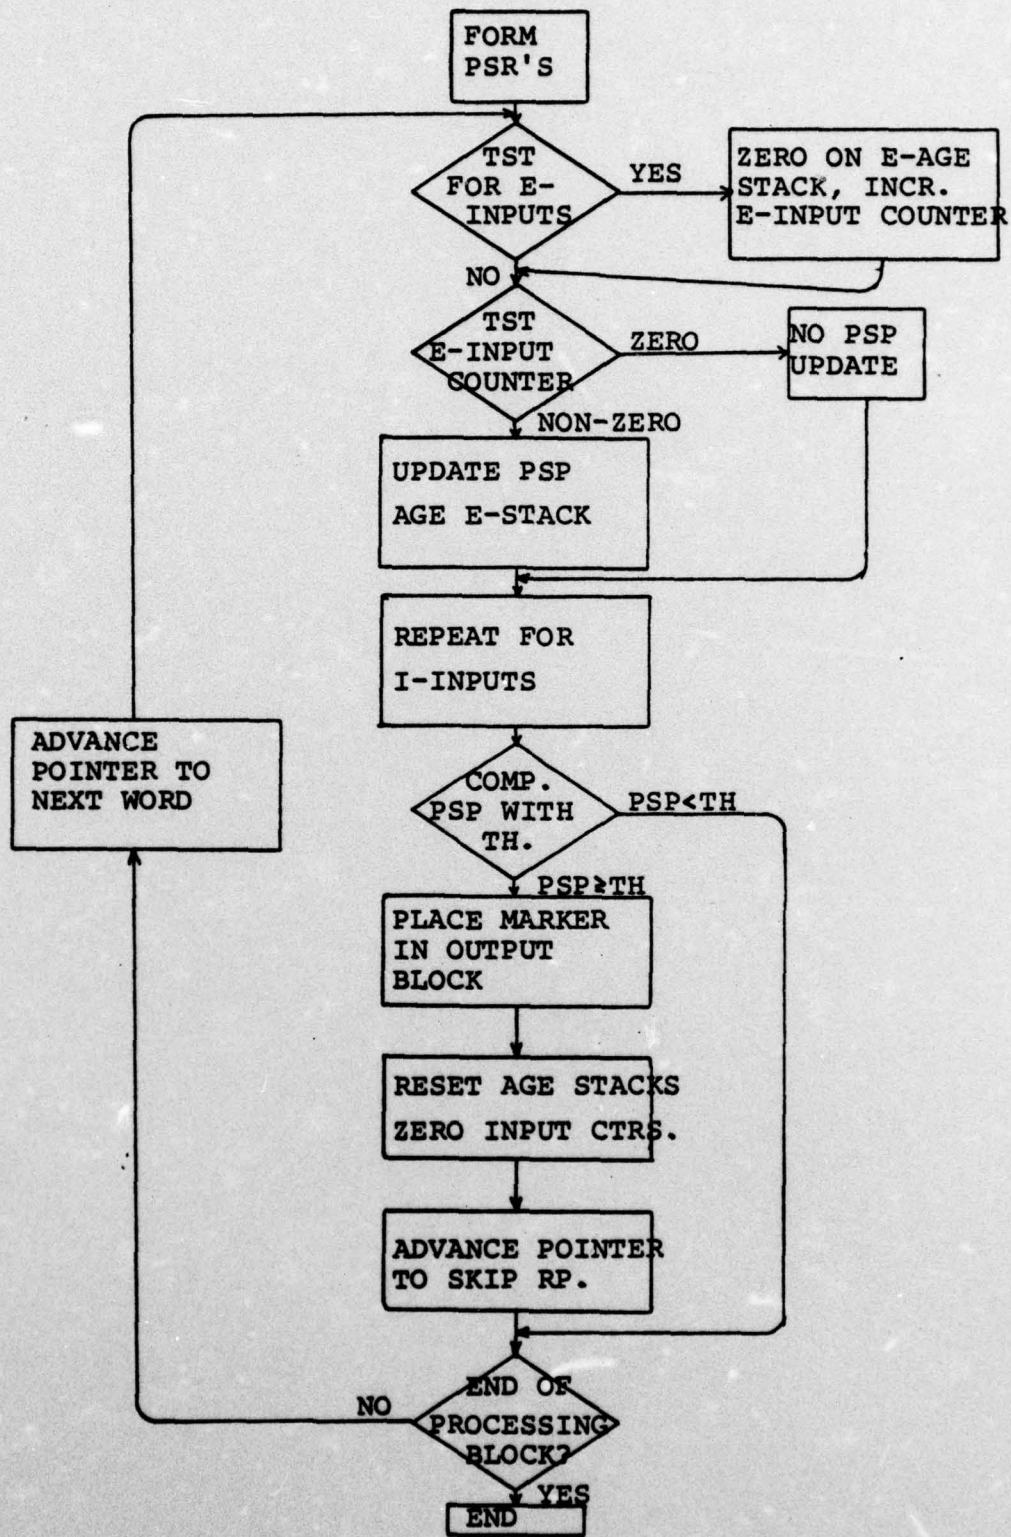 FORM
PSR'S
TST
FOR E-
INPUTS
YES
ZERO ON E-AGE
STACK, INCR.
E-INPUT COUNTER
NO
TST
E-INPUT
COUNTER
ZERO
NO PSP
UPDATE
NON-ZERO
UPDATE PSP
AGE E-STACK
REPEAT FOR
I-INPUTS
ADVANCE
POINTER TO
NEXT WORD
COMP.
PSP WITH
TH.
PSP<TH
PSP≥TH
PLACE MARKER
IN OUTPUT
BLOCK
RESET AGE STACKS
ZERO INPUT CTRS.
ADVANCE POINTER
TO SKIP RP.
END OF
PROCESSING
BLOCK?
NO
YES
END